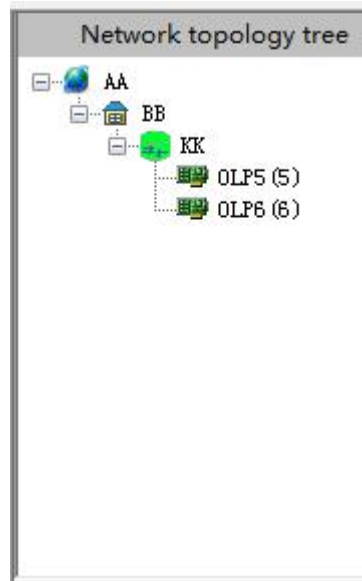 Network topology tree
AA
BB
KK
OLP5(5)
OLP6(6)